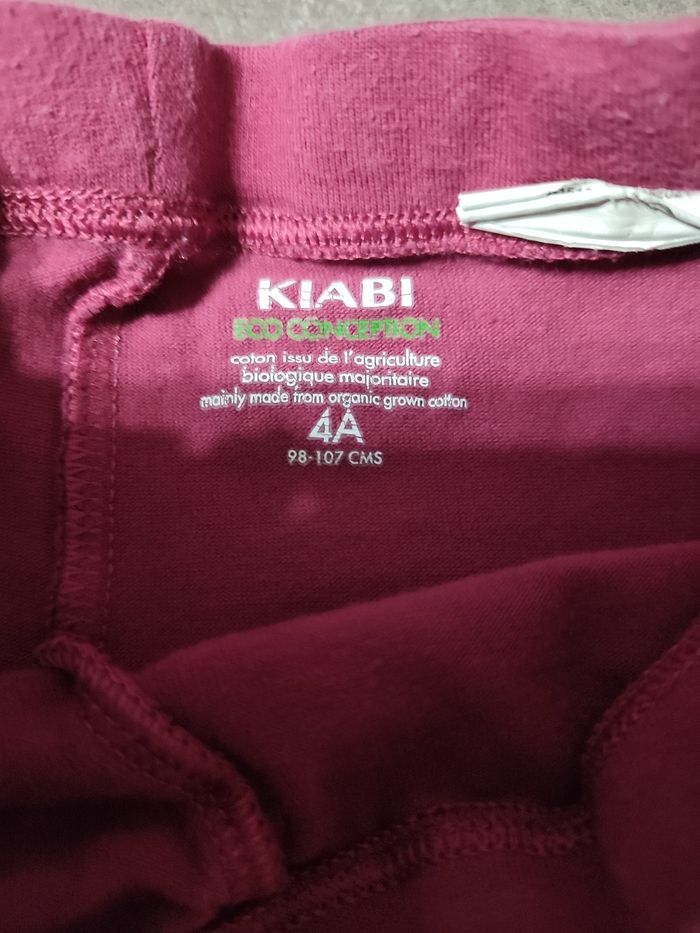 KIABI
ECO CONCEPTION
coton issu de l'agriculture
biologique majoritaire
mainly made from organic grown cotton
4A
98-107 CMS